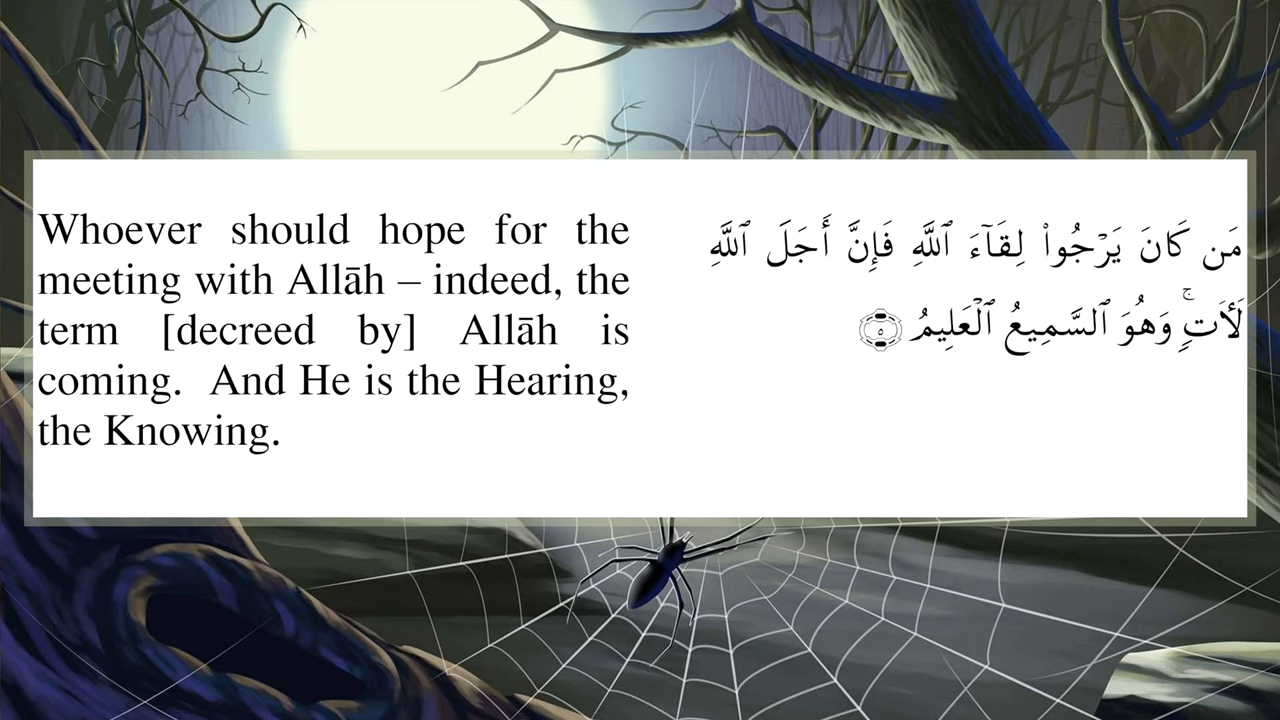 Whoever should hope for the
meeting with Allāh – indeed, the
term [decreed by] Allāh is
coming.  And He is the Hearing,
the Knowing.
مَن كَانَ يَرْجُوا۟ لِقَآءَ ٱللَّهِ فَإِنَّ أَجَلَ ٱللَّهِ
لَـَٔاتٍۢ ۚ وَهُوَ ٱلسَّمِيعُ ٱلْعَلِيمُ ۝٥